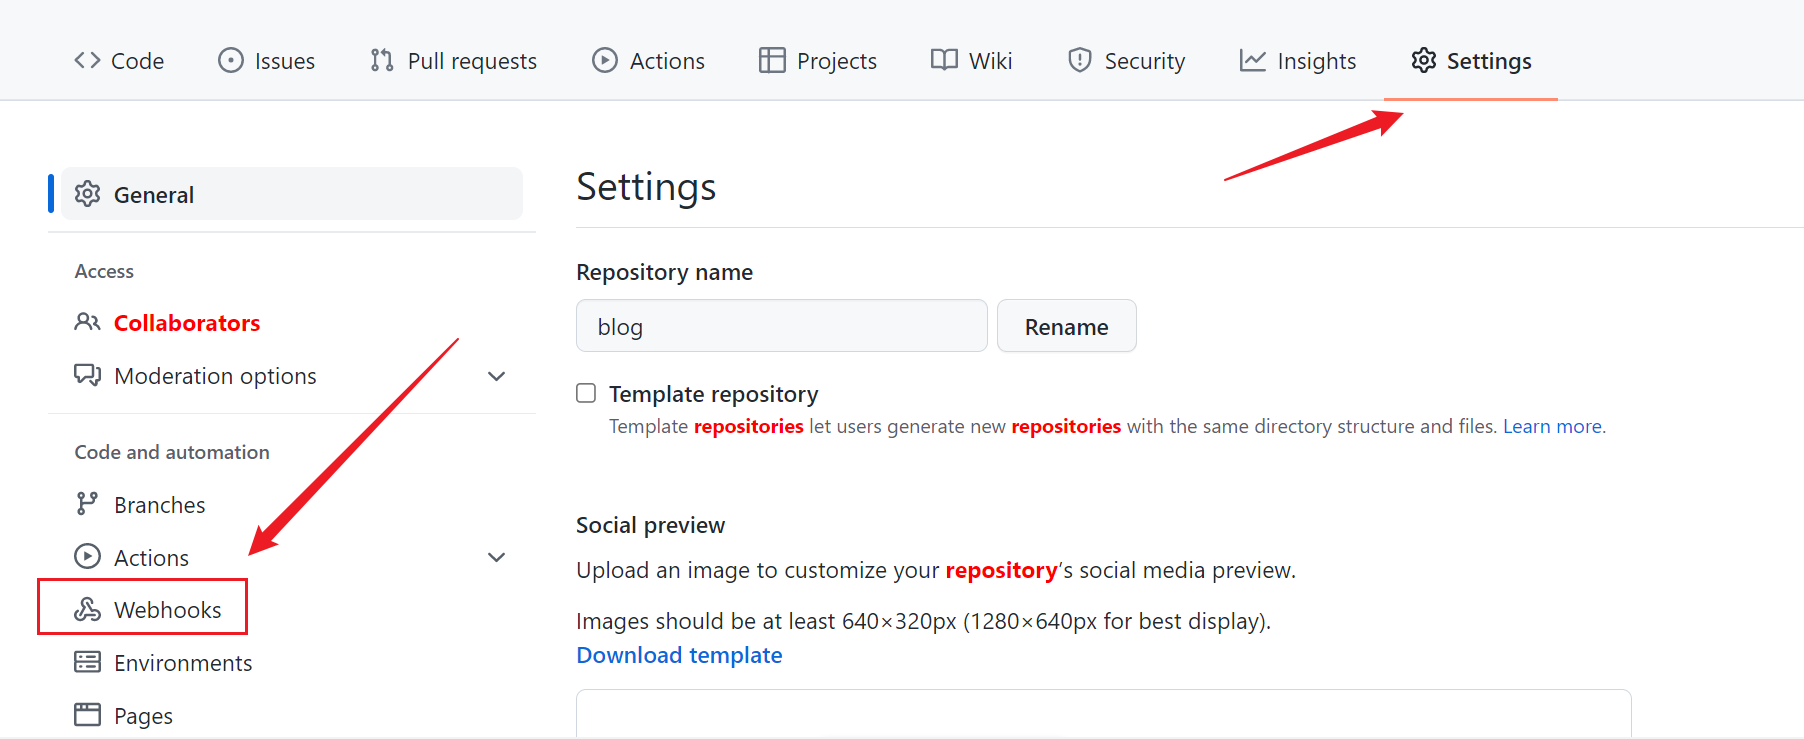 Code Issues Pull requests Actions Projects Wiki Security Insights Settings
General
Access
Collaborators
Moderation options
Code and automation
Branches
Actions
Webhooks
Environments
Pages
Settings
Repository name
blog Rename
Template repository
Template repositories let users generate new repositories with the same directory structure and files. Learn more.
Social preview
Upload an image to customize your repository’s social media preview.
Images should be at least 640×320px (1280×640px for best display).
Download template